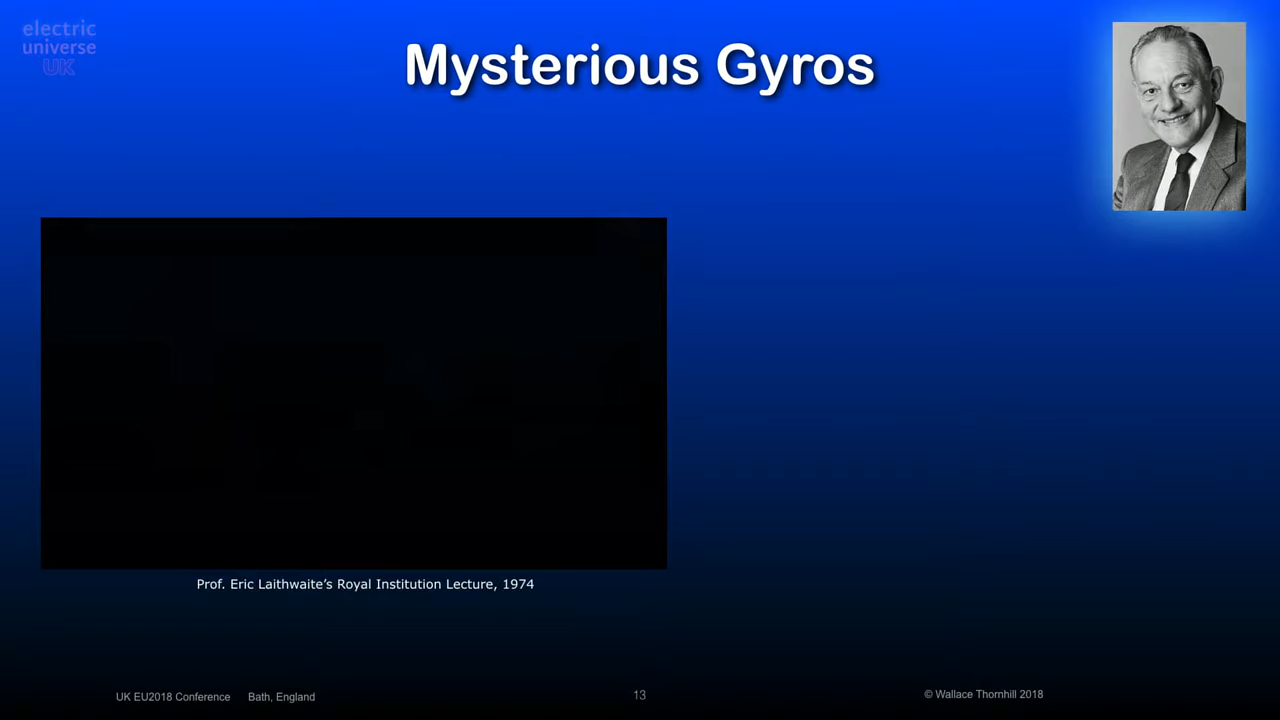 electric
universe
UK
Mysterious Gyros
Prof. Eric Laithwaite’s Royal Institution Lecture, 1974
UK EU2018 Conference Bath, England
13
© Wallace Thornhill 2018